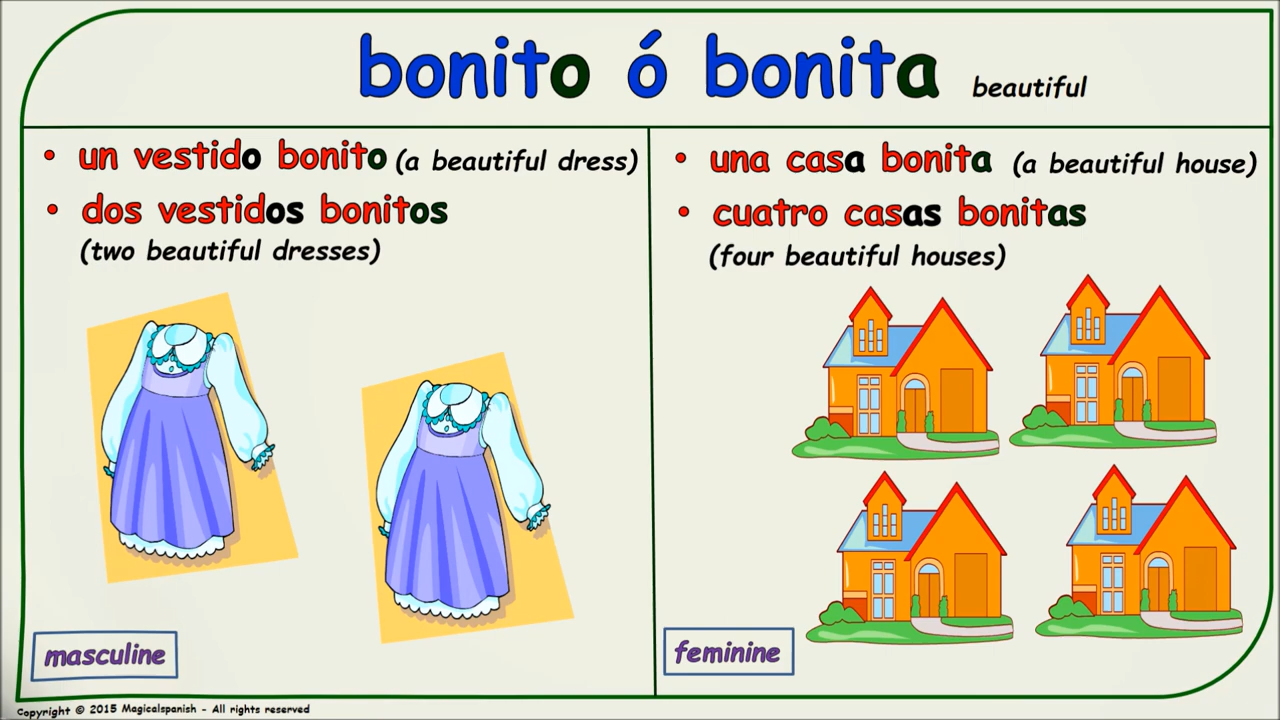 bonito ó bonita beautiful
• un vestido bonito (a beautiful dress)
• dos vestidos bonitos
(two beautiful dresses)
masculine
• una casa bonita (a beautiful house)
• cuatro casas bonitas
(four beautiful houses)
feminine
Copyright © 2015 Magicalspanish - All rights reserved